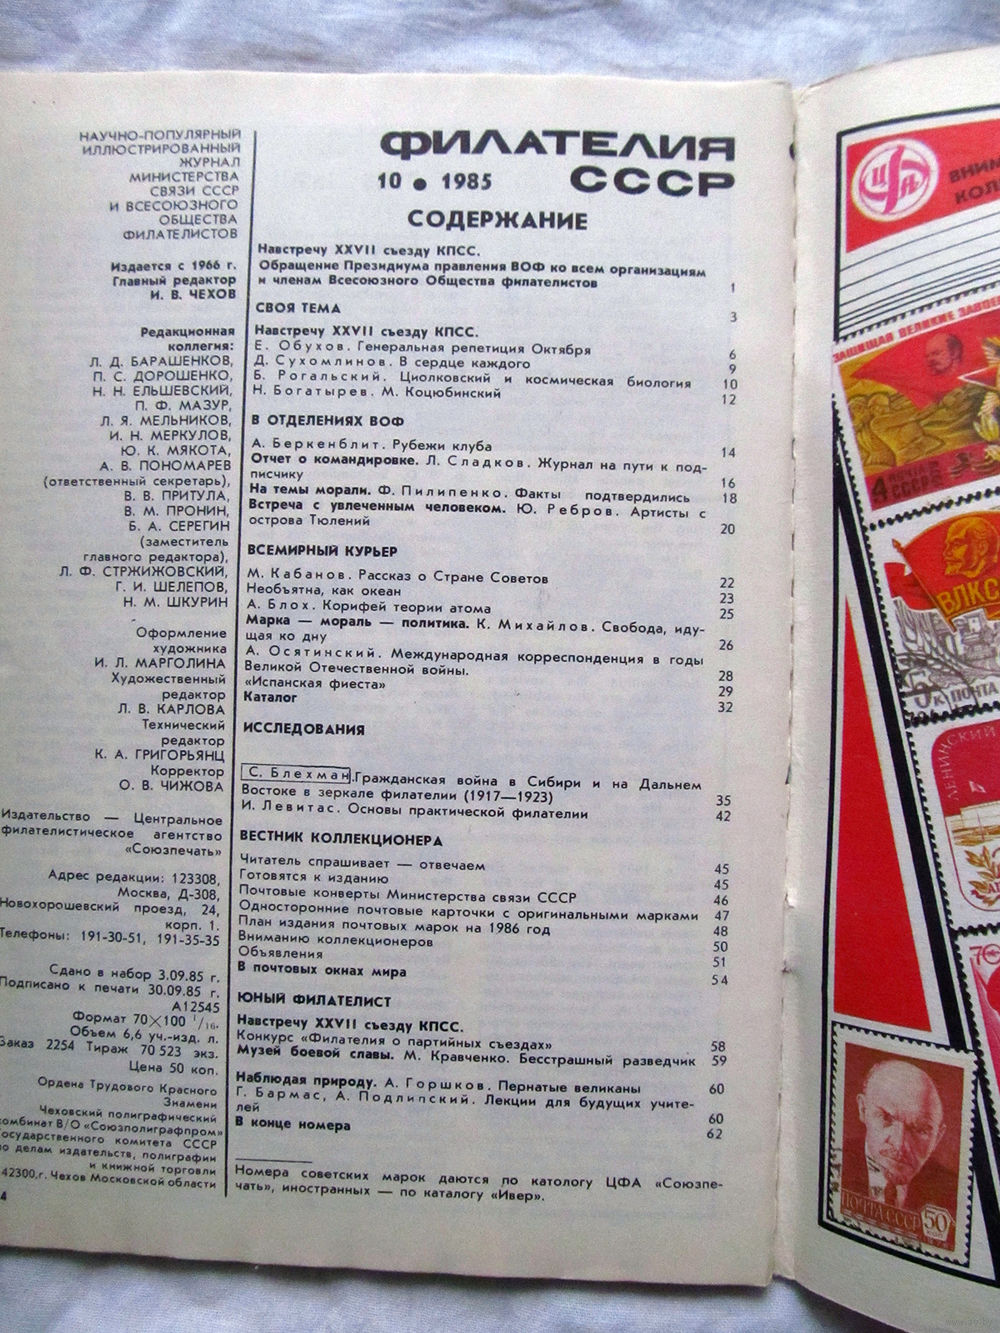 НАУЧНО-ПОПУЛЯРНЫЙ
ИЛЛЮСТРИРОВАННЫЙ
ЖУРНАЛ
МИНИСТЕРСТВА
СВЯЗИ СССР
И ВСЕСОЮЗНОГО
ОБЩЕСТВА
ФИЛАТЕЛИСТОВ
Издается с 1966 г.
Главный редактор
И. В. ЧЕХОВ
Редакционная
коллегия:
Л. Д. БАРАШЕНКОВ,
П. С. ДОРОШЕНКО,
Н. Н. ЕЛЬШЕВСКИЙ,
П. Ф. МАЗУР,
Л. Я. МЕЛЬНИКОВ,
И. Н. МЕРКУЛОВ,
Ю. К. МЯКОТА,
А. В. ПОНОМАРЕВ
(ответственный секретарь),
В. В. ПРИТУЛА,
В. М. ПРОНИН,
Б. А. СЕРЕГИН
(заместитель
главного редактора),
Л. Ф. СТРЖИЖОВСКИЙ,
Г. И. ШЕЛЕПОВ,
Н. М. ШКУРИН
Оформление
художника
И. Л. МАРГОЛИНА
Художественный
редактор
Л. В. КАРЛОВА
Технический
редактор
К. А. ГРИГОРЬЯНЦ
Корректор
О. В. ЧИЖОВА
Издательство — Центральное
филателистическое агентство
«Союзпечать»
Адрес редакции: 123308,
Москва, Д-308,
Новохорошевский проезд, 24,
корп. 1.
Телефоны: 191-30-51, 191-35-35
Сдано в набор 3.09.85 г.
Подписано к печати 30.09.85 г.
А12545
Формат 70×100 1/16.
Объем 6,6 уч.-изд. л.
Заказ 2254 Тираж 70 523 экз.
Цена 50 коп.
Ордена Трудового Красного
Знамени
Чеховский полиграфический
комбинат В/О «Союзполиграфпром»
Государственного комитета СССР
по делам издательств, полиграфии
и книжной торговли
42300,г. Чехов Московской области
4
ФИЛАТЕЛИЯ
10 ● 1985 СССР
СОДЕРЖАНИЕ
Навстречу XXVII съезду КПСС.
Обращение Президиума правления ВОФ ко всем организациям
и членам Всесоюзного Общества филателистов 1
СВОЯ ТЕМА 3
Навстречу XXVII съезду КПСС.
Е. Обухов. Генеральная репетиция Октября 6
Д. Сухомлинов. В сердце каждого 9
Б. Рогальский. Циолковский и космическая биология 10
Н. Богатырев. М. Коцюбинский 12
В ОТДЕЛЕНИЯХ ВОФ
А. Беркенблит. Рубежи клуба 14
Отчет о командировке. Л. Сладков. Журнал на пути к под-
писчику 16
На темы морали. Ф. Пилипенко. Факты подтвердились 18
Встреча с увлеченным человеком. Ю. Ребров. Артисты с
острова Тюлений 20
ВСЕМИРНЫЙ КУРЬЕР
М. Кабанов. Рассказ о Стране Советов 22
Необъятна, как океан 23
А. Блох. Корифей теории атома 25
Марка — мораль — политика. К. Михайлов. Свобода, иду-
щая ко дну 26
А. Осятинский. Международная корреспонденция в годы
Великой Отечественной войны. 28
«Испанская фиеста» 29
Каталог 32
ИССЛЕДОВАНИЯ
С. Блехман.Гражданская война в Сибири и на Дальнем
Востоке в зеркале филателии (1917—1923) 35
И. Левитас. Основы практической филателии 42
ВЕСТНИК КОЛЛЕКЦИОНЕРА
Читатель спрашивает — отвечаем 45
Готовятся к изданию 45
Почтовые конверты Министерства связи СССР 46
Односторонние почтовые карточки с оригинальными марками 47
План издания почтовых марок на 1986 год 48
Вниманию коллекционеров 50
Объявления 51
В почтовых окнах мира 54
ЮНЫЙ ФИЛАТЕЛИСТ
Навстречу XXVII съезду КПСС.
Конкурс «Филателия о партийных съездах» 58
Музей боевой славы. М. Кравченко. Бесстрашный разведчик 59
Наблюдая природу. А. Горшков. Пернатые великаны 60
Г. Бармас, А. Подлипский. Лекции для будущих учите-
лей 60
В конце номера 62
Номера советских марок даются по катологу ЦФА «Союзпе-
чать», иностранных — по каталогу «Ивер».
ЦФА
ВНИМ
КОЛ
ЗАЩИЩАЯ ВЕЛИКИЕ ЗАВОЕ
4 ПОЧТА
СССР
ВЛКС
5к ПОЧТА
ЛЕНИНСКИЙ
70
ПОЧТА СССР 50
КОП